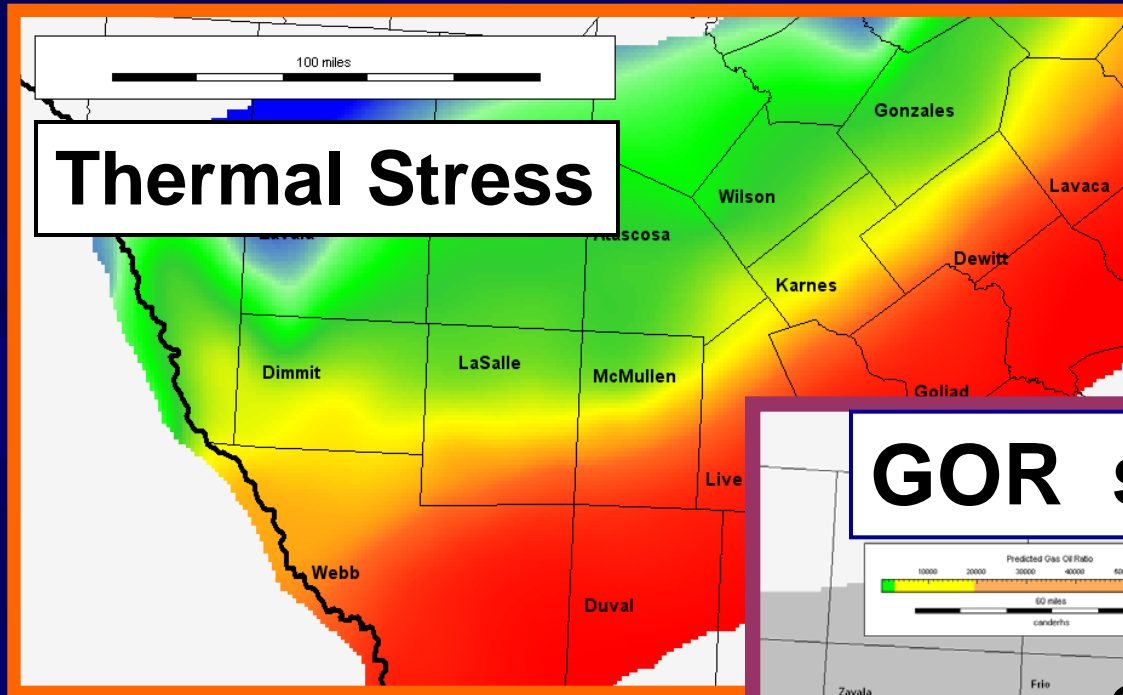 100 miles
Thermal Stress
Gonzales
Wilson
Lavaca
Atascosa
Dewitt
Karnes
Dimmit
LaSalle
McMullen
Goliad
Live
Webb
Duval
GOR
Predicted Gas Oil Ratio
10000 20000 30000 40000
60 miles
canderhs
Zavala
Frio